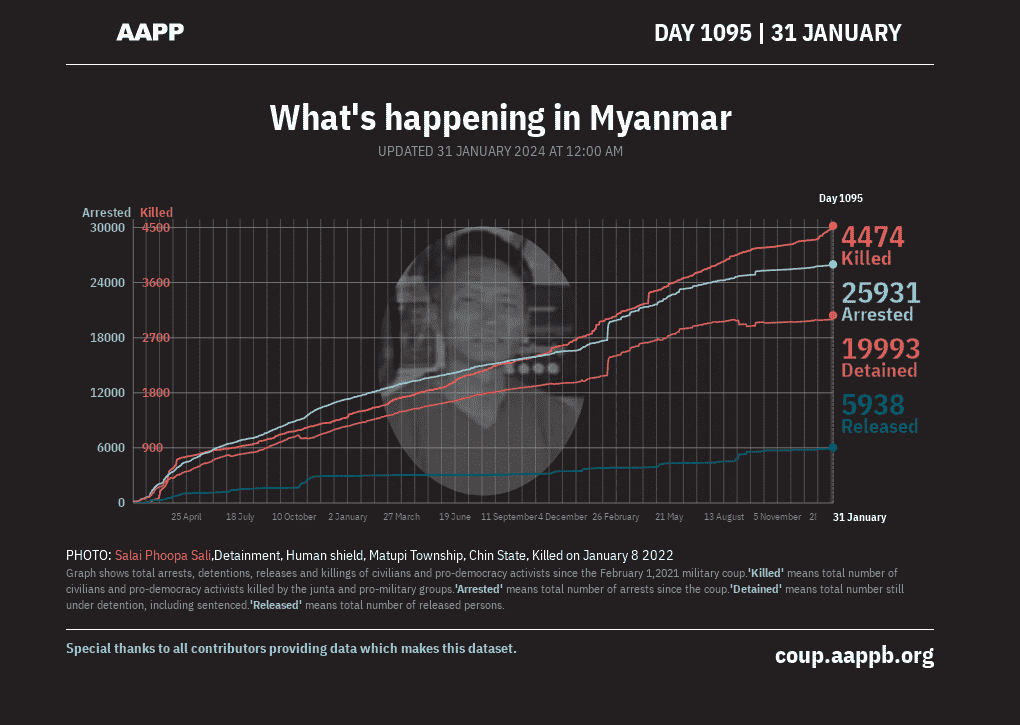 AAPP
DAY 1095 | 31 JANUARY
What's happening in Myanmar
UPDATED 31 JANUARY 2024 AT 12:00 AM
Day 1095
Arrested Killed
30000 4500
24000 3600
18000 2700
12000 1800
6000 900
0
4474
Killed
25931
Arrested
19993
Detained
5938
Released
25 April 18 July 10 October 2 January 27 March 19 June 11 September 4 December 26 February 21 May 13 August 5 November 31 January
PHOTO: Salai Phoopa Sali,Detainment, Human shield, Matupi Township, Chin State, Killed on January 8 2022
Graph shows total arrests, detentions, releases and killings of civilians and pro-democracy activists since the February 1,2021 military coup.'Killed' means total number of
civilians and pro-democracy activists killed by the junta and pro-military groups.'Arrested' means total number of arrests since the coup.'Detained' means total number still
under detention, including sentenced.'Released' means total number of released persons.
Special thanks to all contributors providing data which makes this dataset.
coup.aappb.org